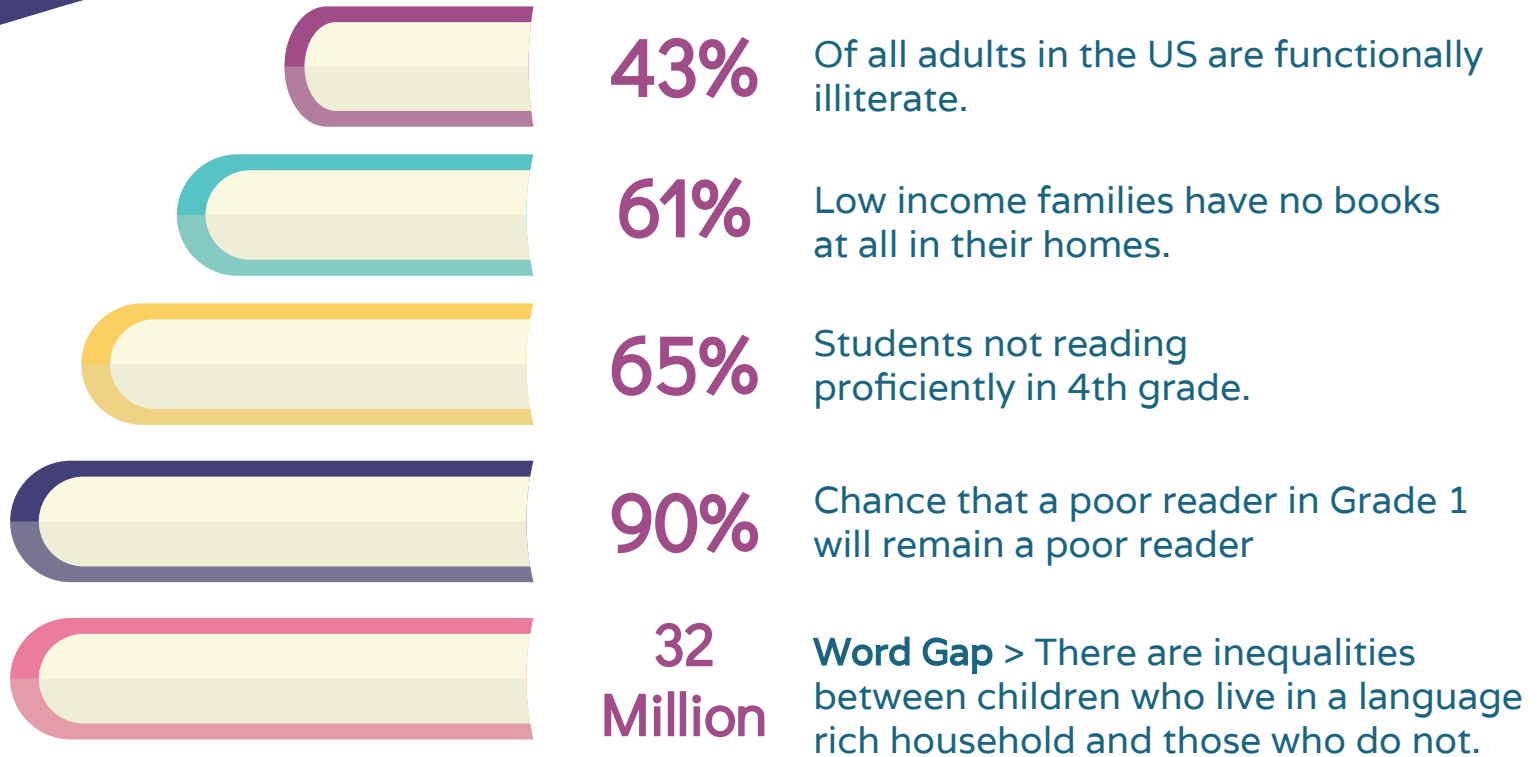 43%
Of all adults in the US are functionally
illiterate.
61%
Low income families have no books
at all in their homes.
65%
Students not reading
proficiently in 4th grade.
90%
Chance that a poor reader in Grade 1
will remain a poor reader
32
Million
Word Gap > There are inequalities
between children who live in a language
rich household and those who do not.